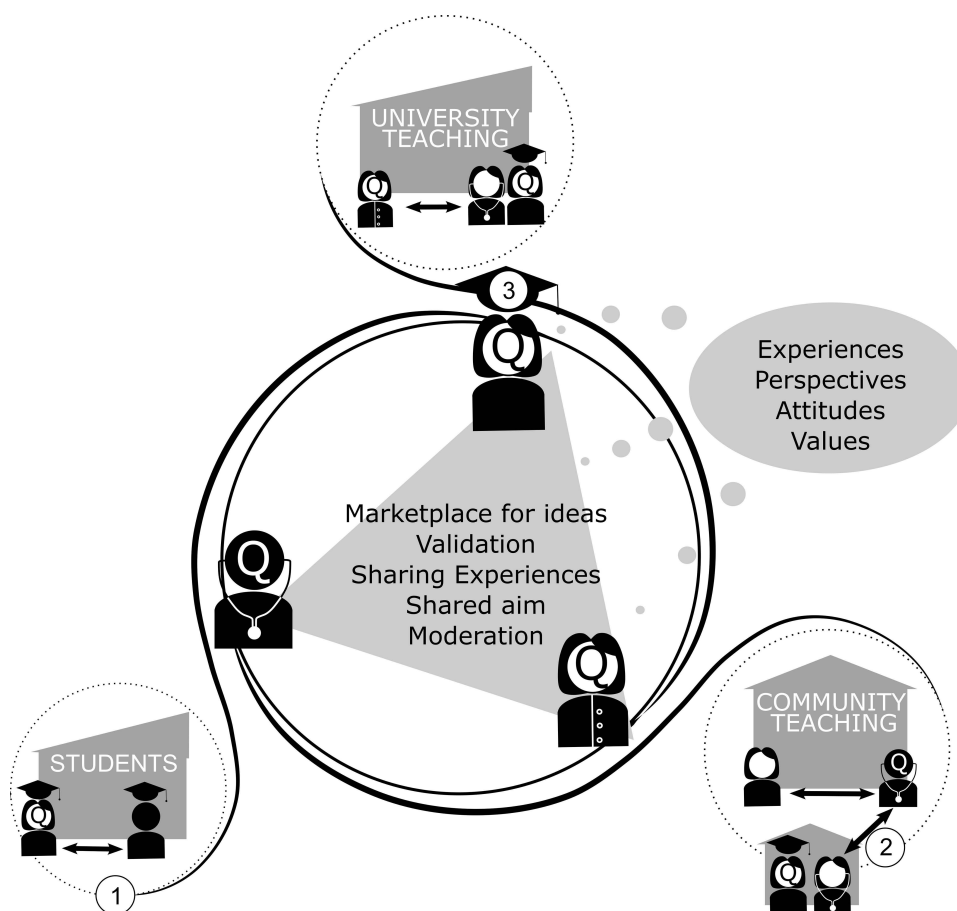 UNIVERSITY
TEACHING
Q
Q
3
Q
Experiences
Perspectives
Attitudes
Values
Marketplace for ideas
Validation
Sharing Experiences
Shared aim
Moderation
Q
Q
COMMUNITY
TEACHING
Q
2
Q
STUDENTS
Q
1